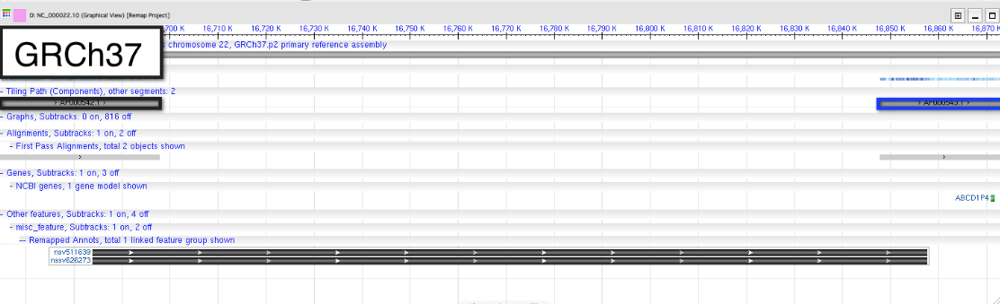 D: NC_000022.10 (Graphical View) [Remap Project]
,700 K 16,710 K 16,720 K 16,730 K 16,740 K 16,750 K 16,760 K 16,770 K 16,780 K 16,790 K 16,800 K 16,810 K 16,820 K 16,830 K 16,840 K 16,850 K 16,860 K 16,870 K
chromosome 22, GRCh37.p2 primary reference assembly
GRCh37
- Tiling Path (Components), other segments: 2
> AP000542.1 > > AP000543.1 >
- Graphs, Subtracks: 0 on, 816 off
- Alignments, Subtracks: 1 on, 2 off
- First Pass Alignments, total 2 objects shown
- Genes, Subtracks: 1 on, 3 off
- NCBI genes, 1 gene model shown
ABCD1P4
- Other features, Subtracks: 1 on, 4 off
- misc_feature, Subtracks: 1 on, 2 off
-- Remapped Annots, total 1 linked feature group shown
nsv511639
nssv626273